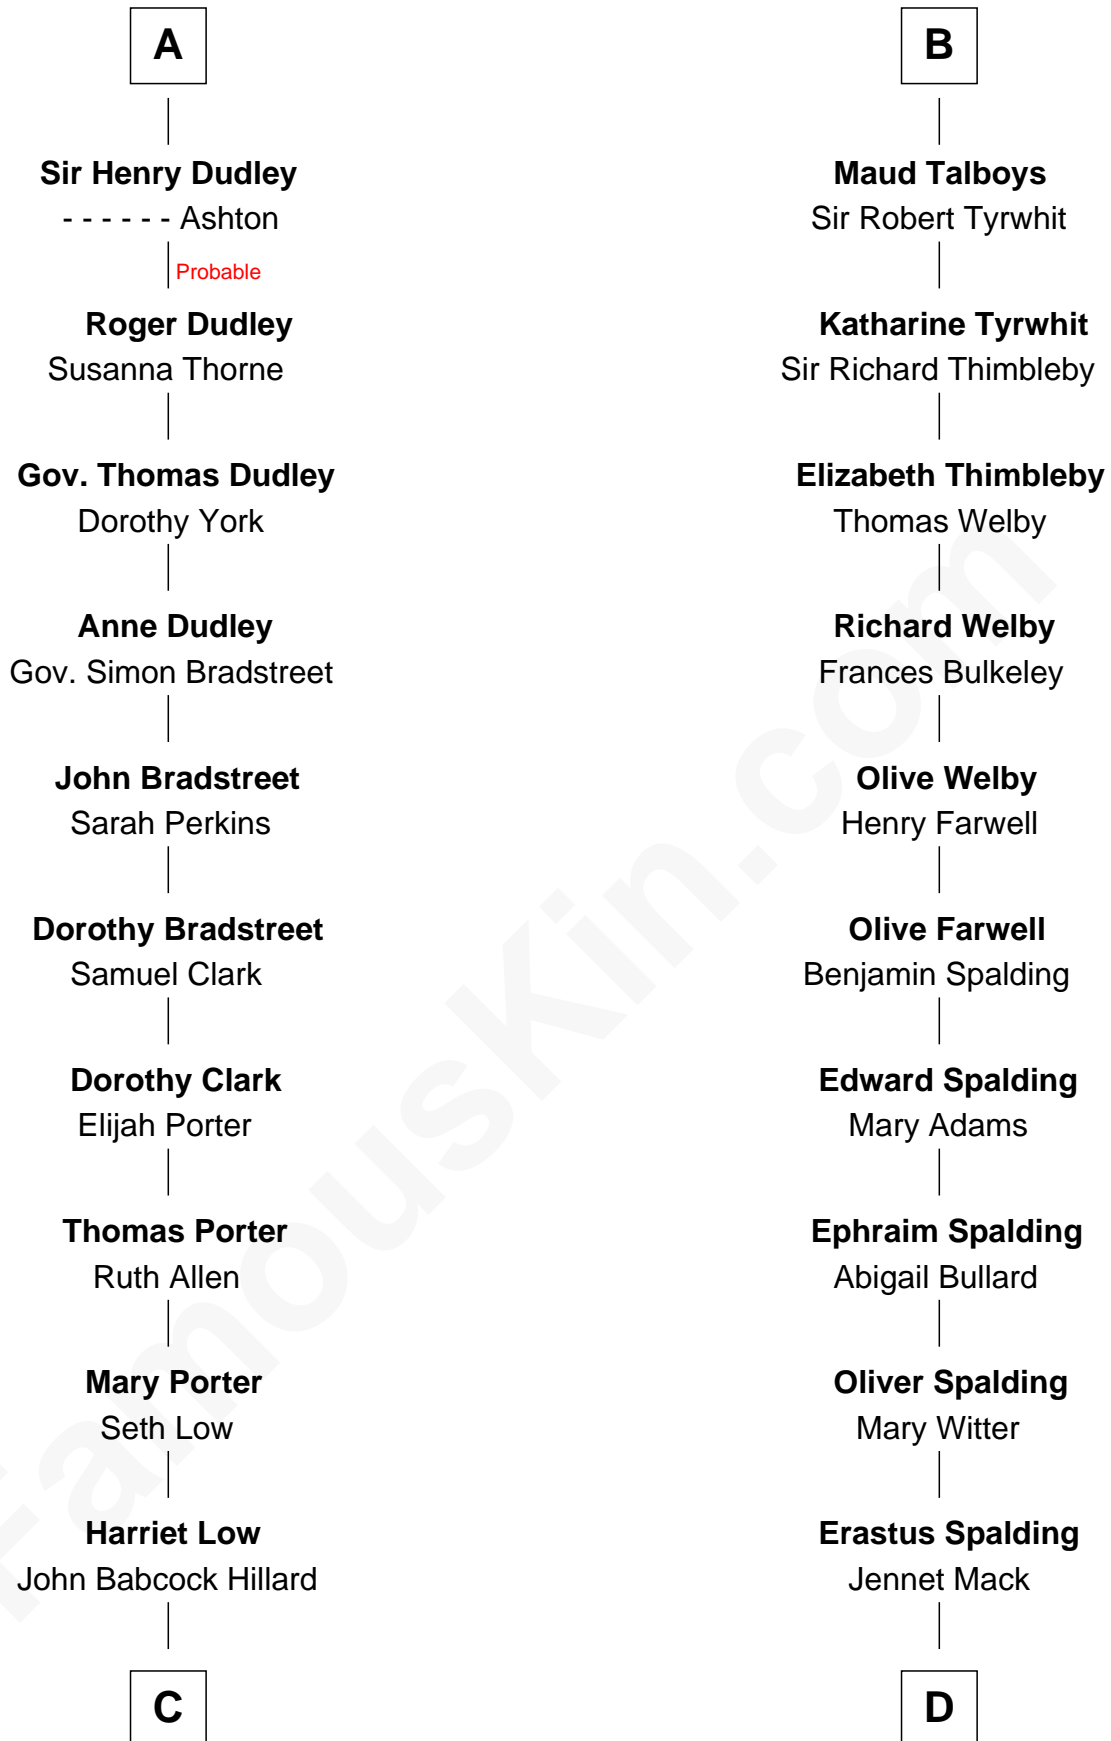 A
Sir Henry Dudley
- - - - - - Ashton
Probable
Roger Dudley
Susanna Thorne
Gov. Thomas Dudley
Dorothy York
Anne Dudley
Gov. Simon Bradstreet
John Bradstreet
Sarah Perkins
Dorothy Bradstreet
Samuel Clark
Dorothy Clark
Elijah Porter
Thomas Porter
Ruth Allen
Mary Porter
Seth Low
Harriet Low
John Babcock Hillard
C
B
Maud Talboys
Sir Robert Tyrwhit
Katharine Tyrwhit
Sir Richard Thimbleby
Elizabeth Thimbleby
Thomas Welby
Richard Welby
Frances Bulkeley
Olive Welby
Henry Farwell
Olive Farwell
Benjamin Spalding
Edward Spalding
Mary Adams
Ephraim Spalding
Abigail Bullard
Oliver Spalding
Mary Witter
Erastus Spalding
Jennet Mack
D
FamousKin.com